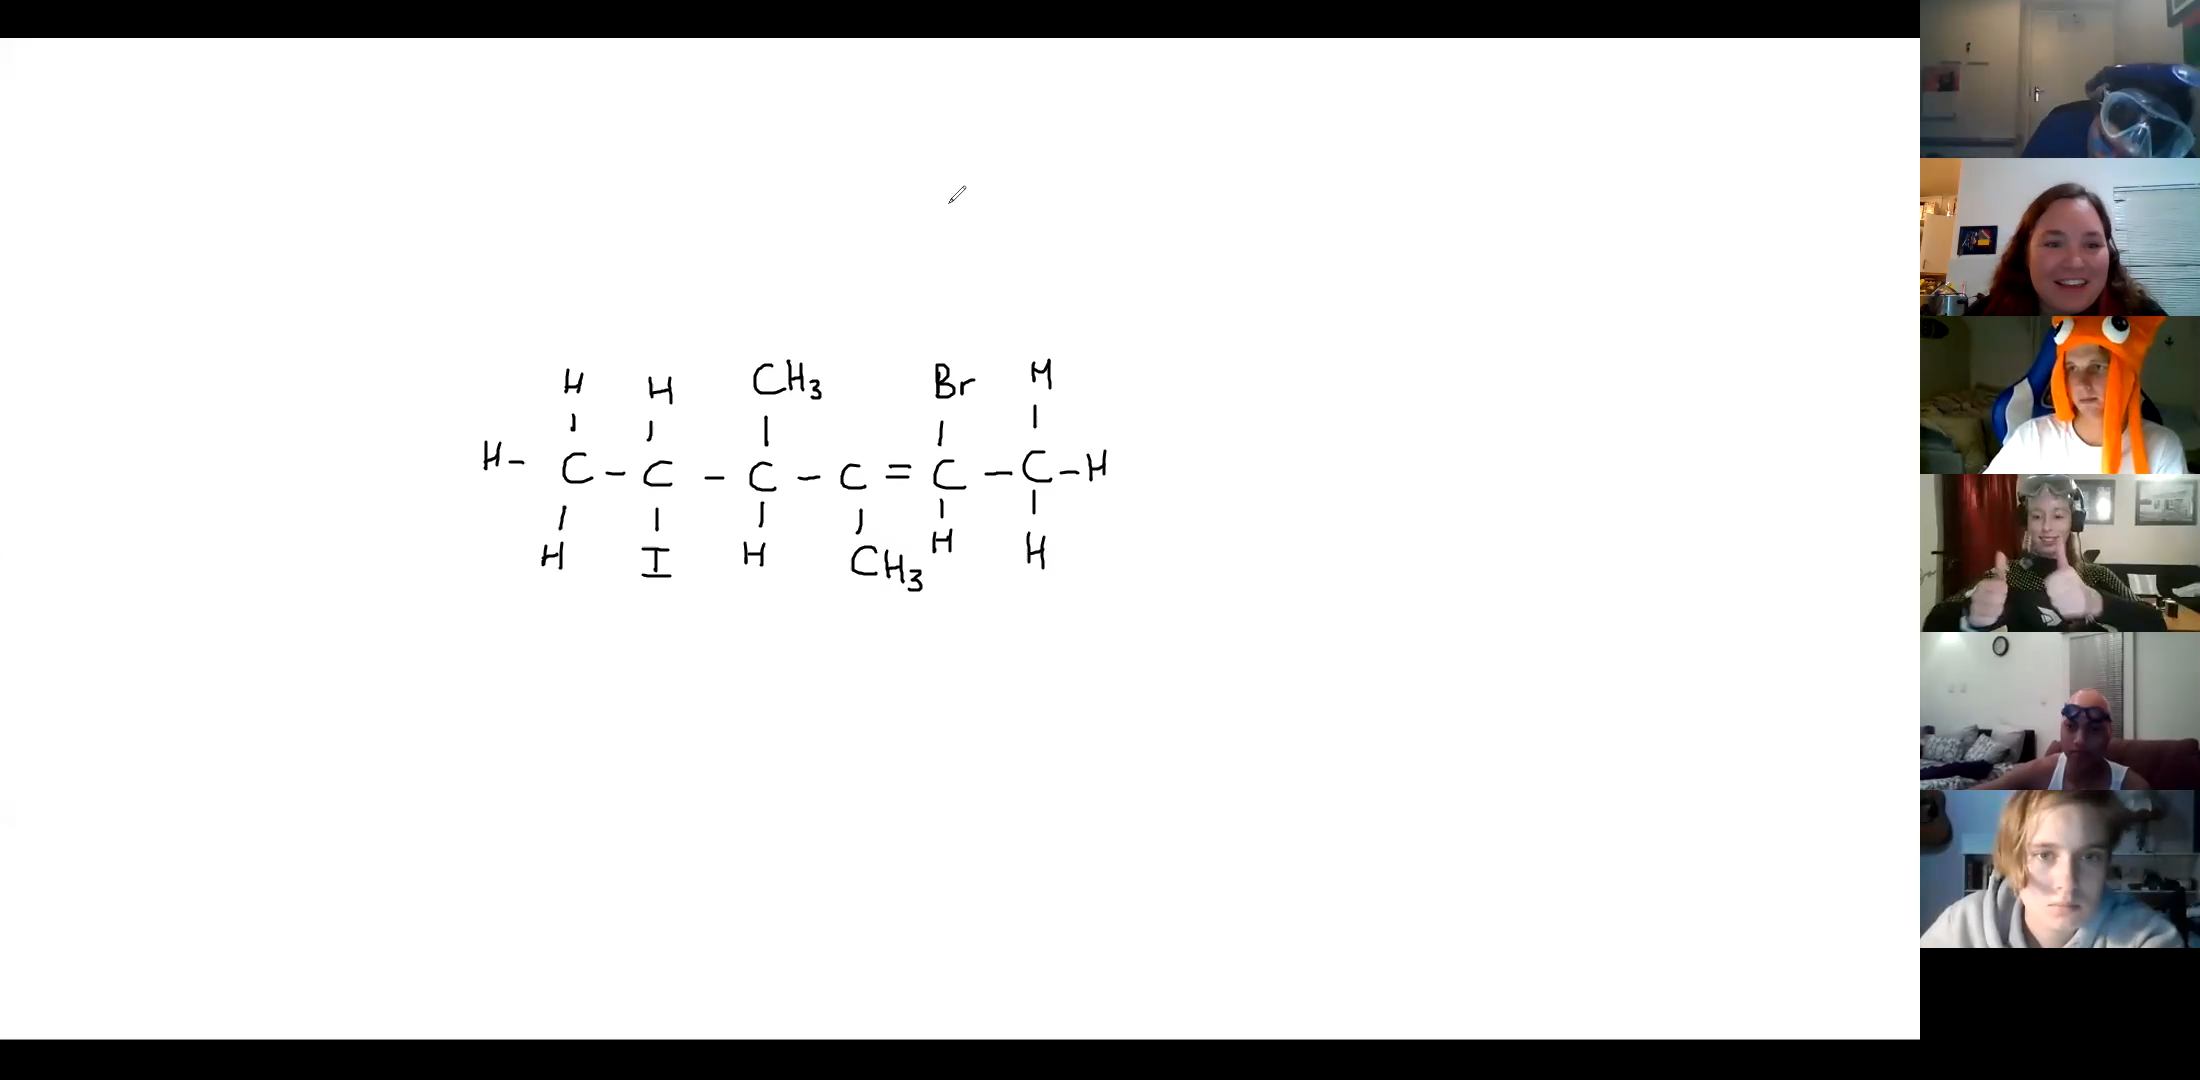 H H CH3 Br H
H- C - C - C - C = C - C - H
H I H CH3 H H